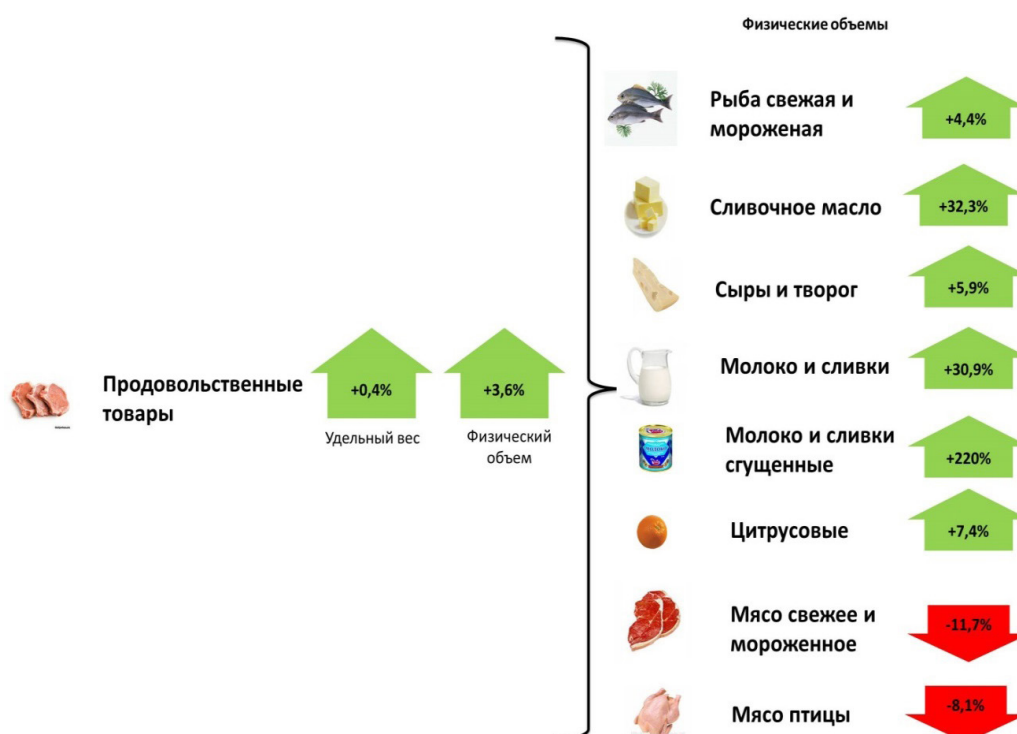 Физические объемы
Рыба свежая и
мороженая
+4,4%
Сливочное масло
+32,3%
Сыры и творог
+5,9%
Продовольственные
товары
+0,4%
Удельный вес
+3,6%
Физический
объем
Молоко и сливки
+30,9%
Молоко и сливки
сгущенные
+220%
Цитрусовые
+7,4%
Мясо свежее и
мороженное
-11,7%
Мясо птицы
-8,1%